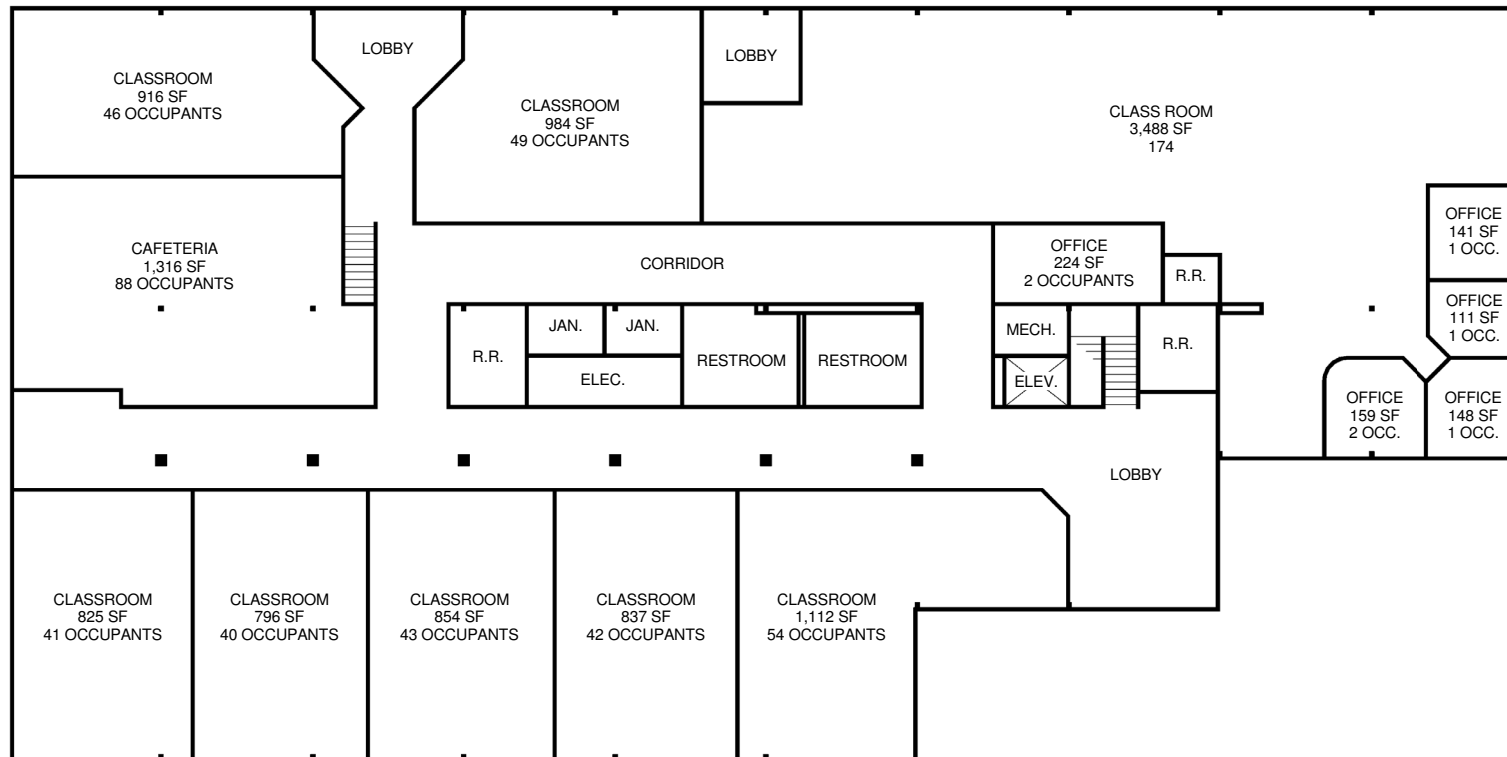 LOBBY
LOBBY
CLASSROOM
916 SF
46 OCCUPANTS
CLASSROOM
984 SF
49 OCCUPANTS
CLASS ROOM
3,488 SF
174
CAFETERIA
1,316 SF
88 OCCUPANTS
CORRIDOR
OFFICE
224 SF
2 OCCUPANTS
R.R.
OFFICE
141 SF
1 OCC.
OFFICE
111 SF
1 OCC.
R.R.
JAN.
JAN.
ELEC.
RESTROOM
RESTROOM
MECH.
ELEV.
R.R.
OFFICE
159 SF
2 OCC.
OFFICE
148 SF
1 OCC.
LOBBY
CLASSROOM
825 SF
41 OCCUPANTS
CLASSROOM
796 SF
40 OCCUPANTS
CLASSROOM
854 SF
43 OCCUPANTS
CLASSROOM
837 SF
42 OCCUPANTS
CLASSROOM
1,112 SF
54 OCCUPANTS